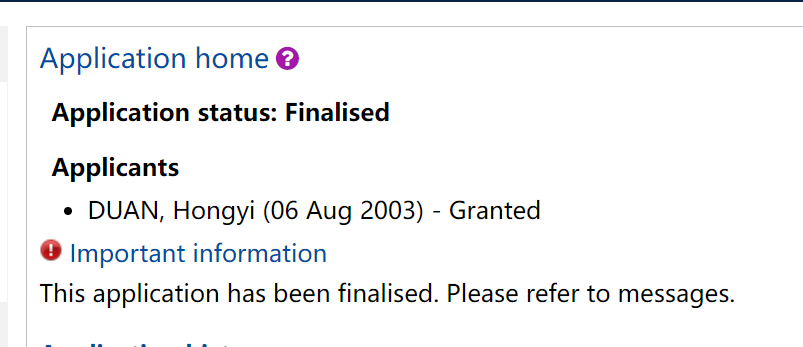 Application home ?
Application status: Finalised
Applicants
• DUAN, Hongyi (06 Aug 2003) - Granted
! Important information
This application has been finalised. Please refer to messages.